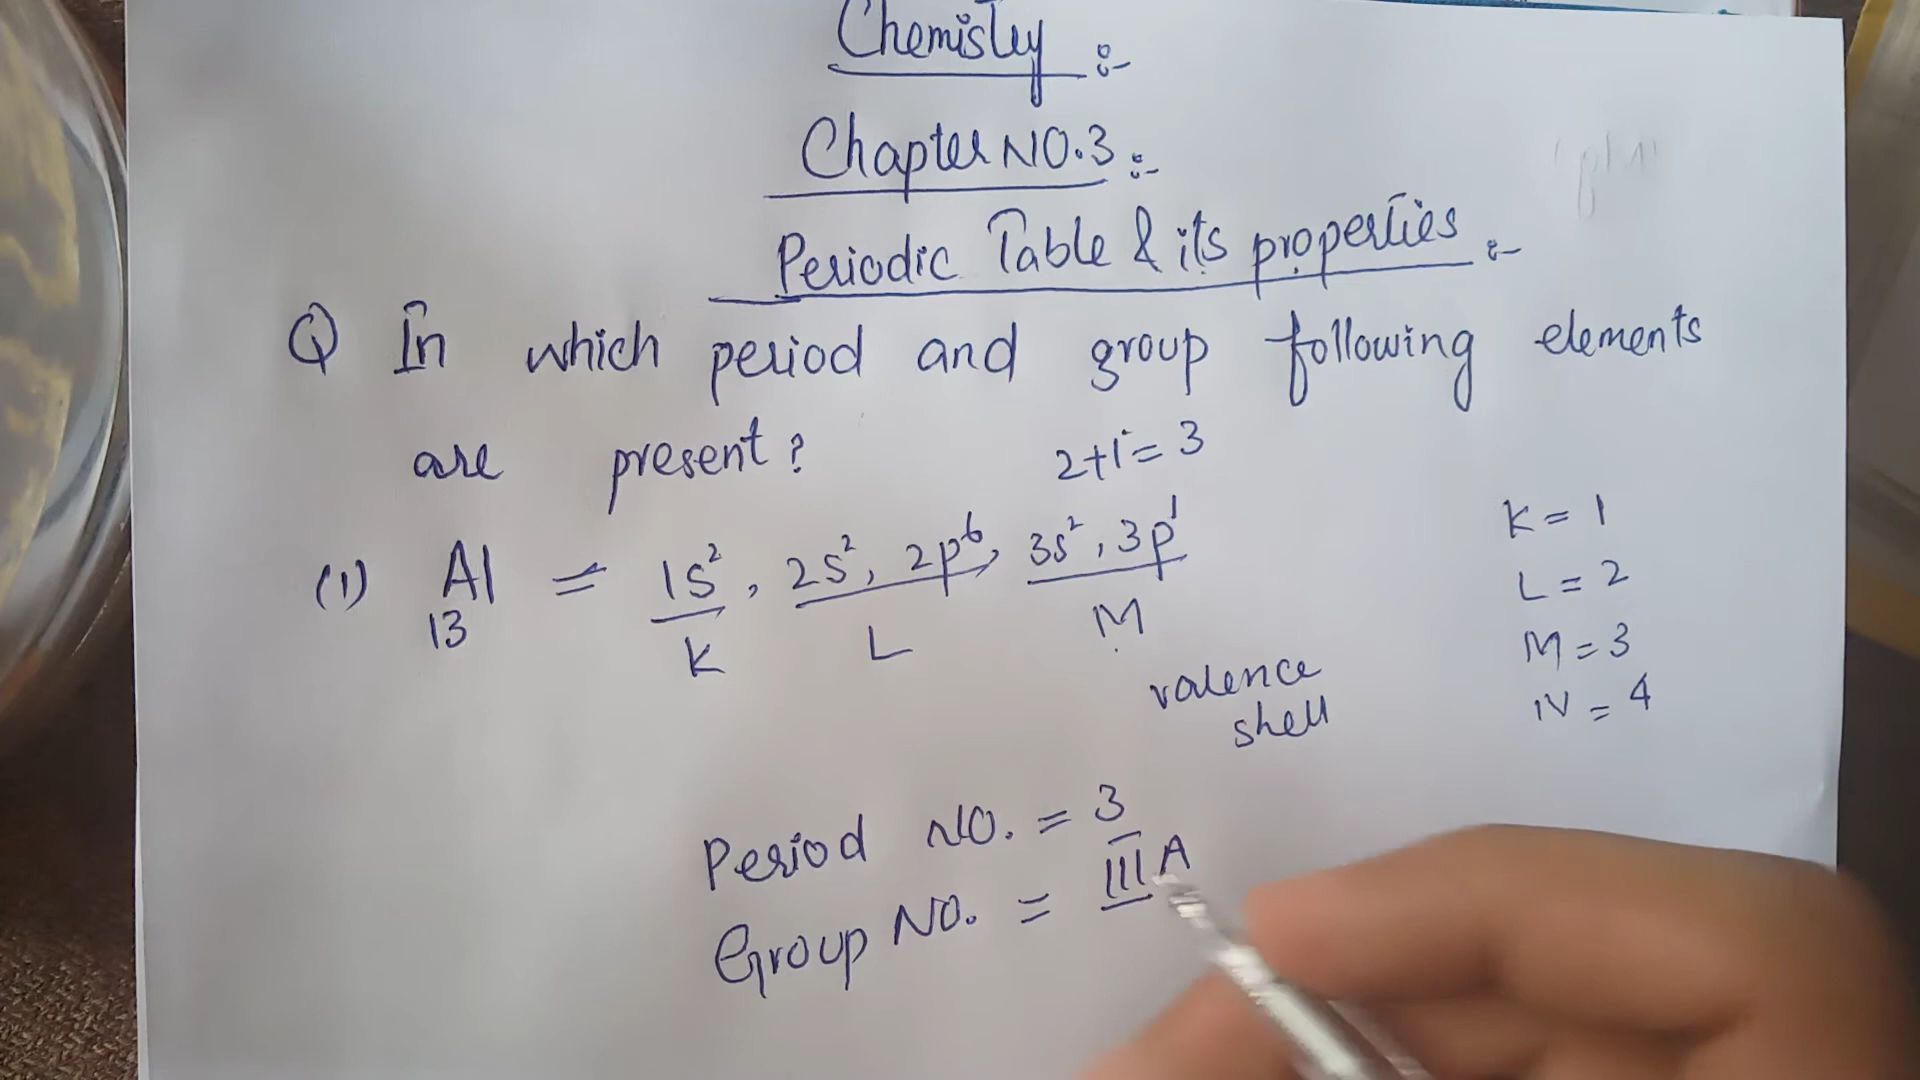 Chemistry :-
Chapter NO.3 :-
Periodic Table & its properties :-
Q In which period and group following elements
are present?
2+1=3
(1) Al = 1s², 2s², 2p⁶, 3s², 3p¹
13
K L M
valence
shell
K = 1
L = 2
M = 3
IV = 4
Period NO. = 3
Group NO. = III A